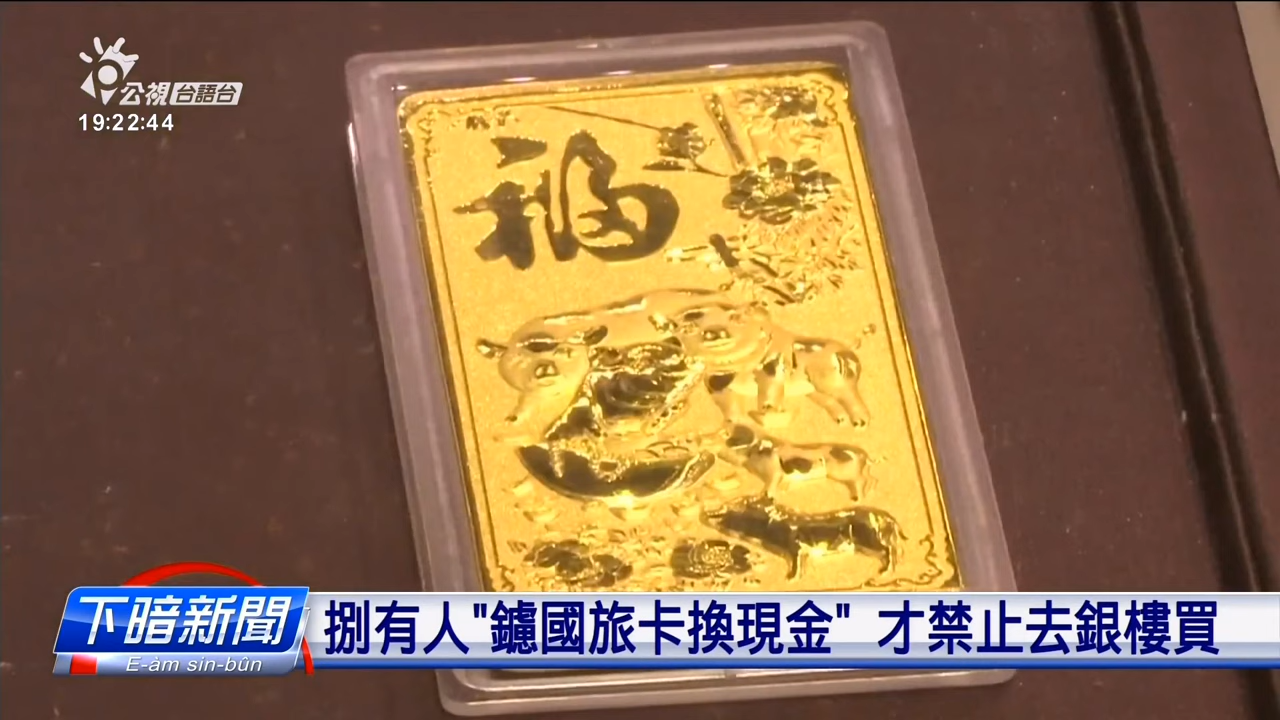 公視台語台
19:22:44
福
下暗新聞
E-àm sin-bûn
捌有人"鑢國旅卡換現金" 才禁止去銀樓買